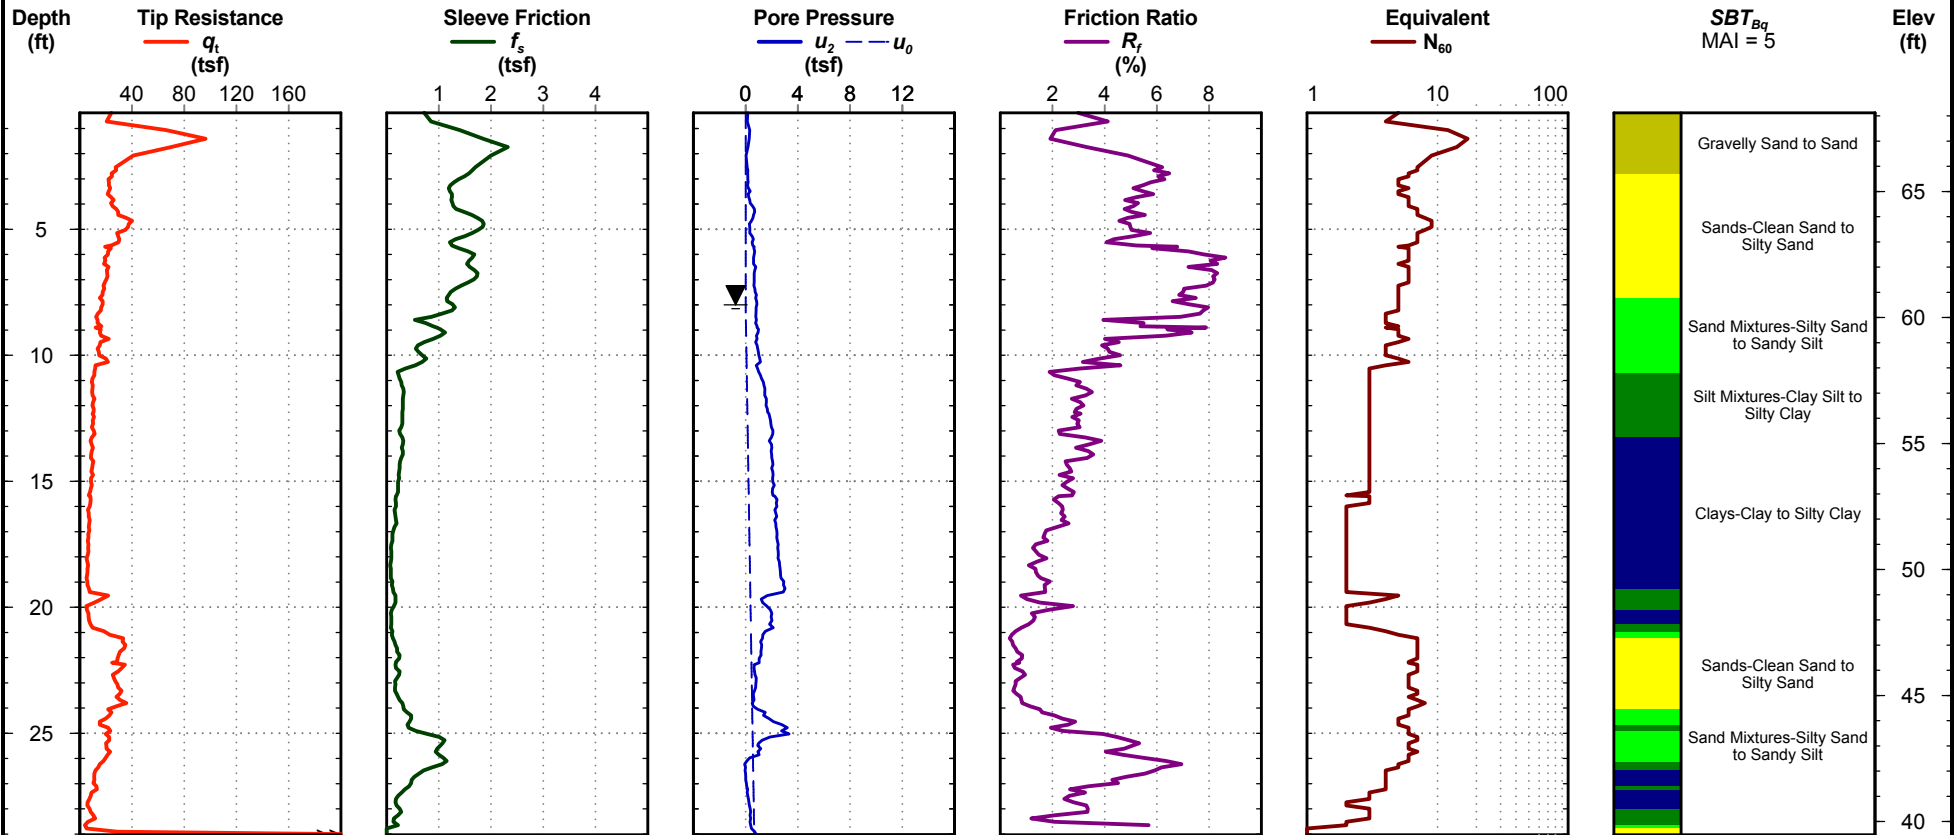 Depth
(ft)
Tip Resistance
qt
(tsf)
Sleeve Friction
fs
(tsf)
Pore Pressure
u2 u0
(tsf)
Friction Ratio
Rf
(%)
Equivalent
N60
SBTBq
MAI = 5
Elev
(ft)
40 80 120 160
1 2 3 4
0 4 8 12
2 4 6 8
1 10 100
5
10
15
20
25
Gravelly Sand to Sand
Sands-Clean Sand to
Silty Sand
Sand Mixtures-Silty Sand
to Sandy Silt
Silt Mixtures-Clay Silt to
Silty Clay
Clays-Clay to Silty Clay
Sands-Clean Sand to
Silty Sand
Sand Mixtures-Silty Sand
to Sandy Silt
65
60
55
50
45
40